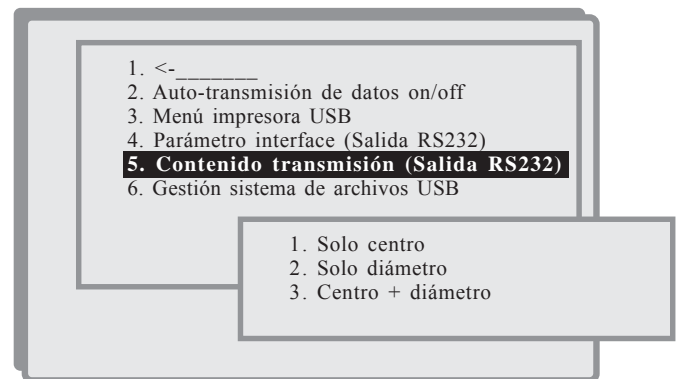 1. <-_______
2. Auto-transmisión de datos on/off
3. Menú impresora USB
4. Parámetro interface (Salida RS232)
5. Contenido transmisión (Salida RS232)
6. Gestión sistema de archivos USB
1. Solo centro
2. Solo diámetro
3. Centro + diámetro